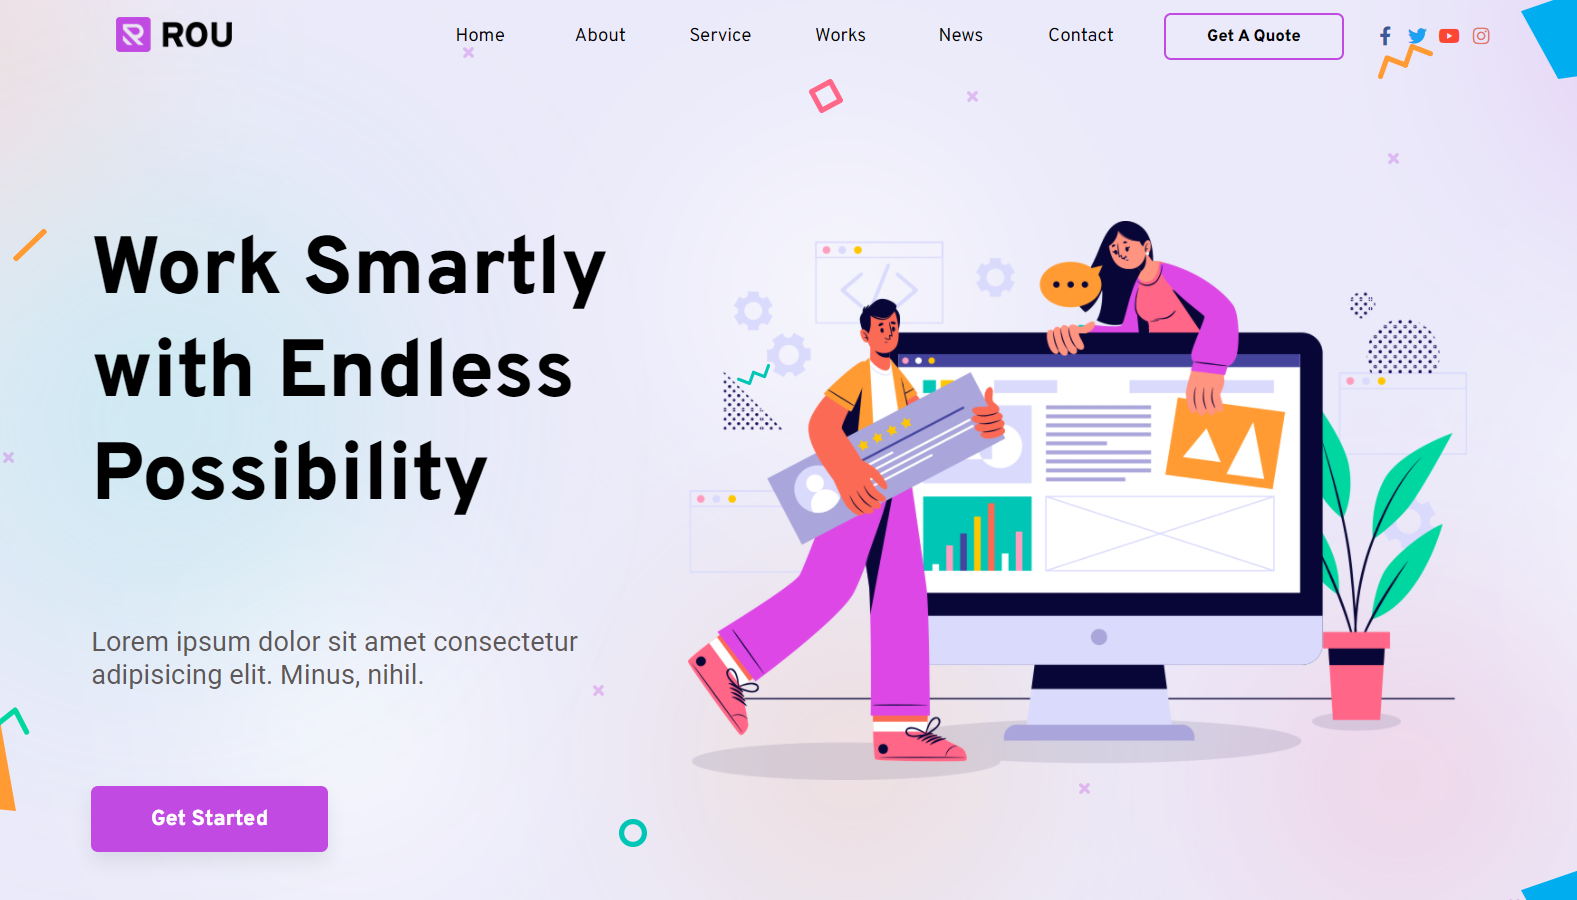 ROU
Home About Service Works News Contact Get A Quote
Work Smartly
with Endless
Possibility
Lorem ipsum dolor sit amet consectetur
adipisicing elit. Minus, nihil.
Get Started